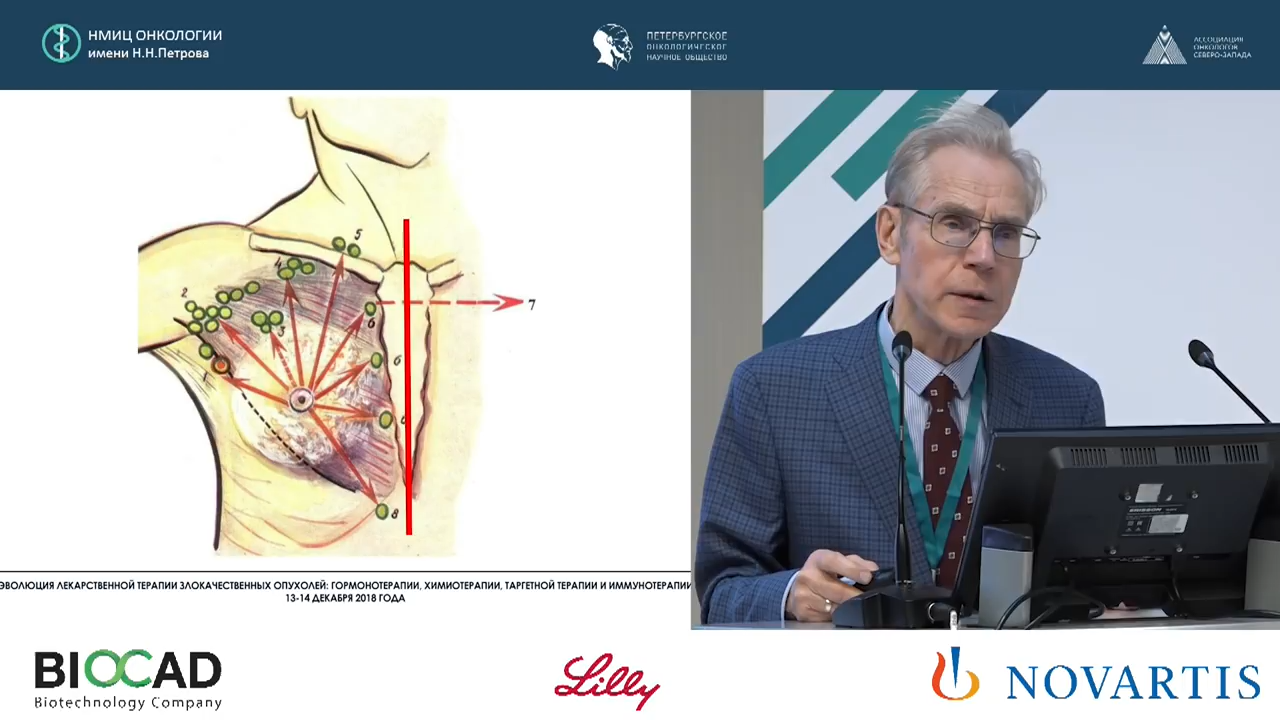 НМИЦ ОНКОЛОГИИ
имени Н.Н.Петрова
ПЕТЕРБУРГСКОЕ
ОНКОЛОГИЧЕСКОЕ
НАУЧНОЕ ОБЩЕСТВО
АССОЦИАЦИЯ
ОНКОЛОГОВ
СЕВЕРО-ЗАПАДА
5
4
2
7
3
6
6
1
8
ЭВОЛЮЦИЯ ЛЕКАРСТВЕННОЙ ТЕРАПИИ ЗЛОКАЧЕСТВЕННЫХ ОПУХОЛЕЙ: ГОРМОНОТЕРАПИИ, ХИМИОТЕРАПИИ, ТАРГЕТНОЙ ТЕРАПИИ И ИММУНОТЕРАПИИ
13-14 ДЕКАБРЯ 2018 ГОДА
BIOCAD
Biotechnology Company
Lilly
NOVARTIS